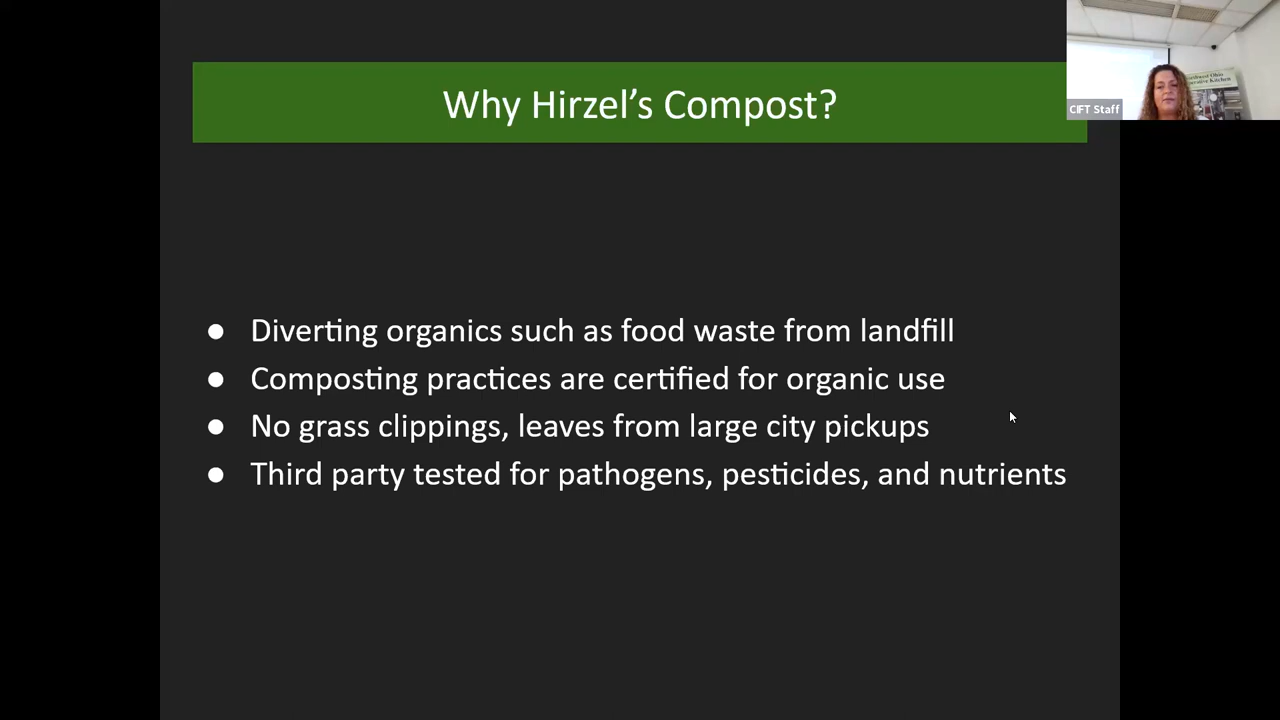 Why Hirzel's Compost?
CIFT Staff
● Diverting organics such as food waste from landfill
● Composting practices are certified for organic use
● No grass clippings, leaves from large city pickups
● Third party tested for pathogens, pesticides, and nutrients